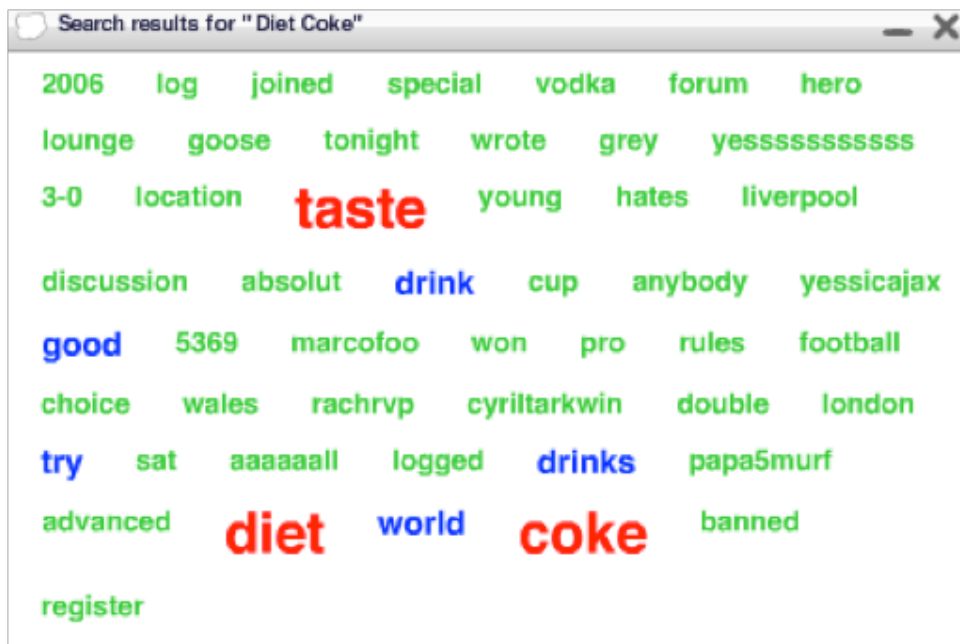 Search results for "Diet Coke"
2006 log joined special vodka forum hero
lounge goose tonight wrote grey yesssssssssss
3-0 location taste young hates liverpool
discussion absolut drink cup anybody yessicajax
good 5369 marcofoo won pro rules football
choice wales rachrvp cyriltarkwin double london
try sat aaaaaall logged drinks papa5murf
advanced diet world coke banned
register